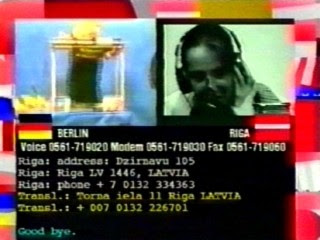 BERLIN RIGA
Voice 0561-719020 Modem 0561-719030 Fax 0561-719060
Riga: address: Dzirnavu 105
Riga: Riga LV 1446, LATVIA
Riga: phone + 7 0132 334363
Transl.: Torna iela 11 Riga LATVIA
Transl.: + 007 0132 226701
Good bye.